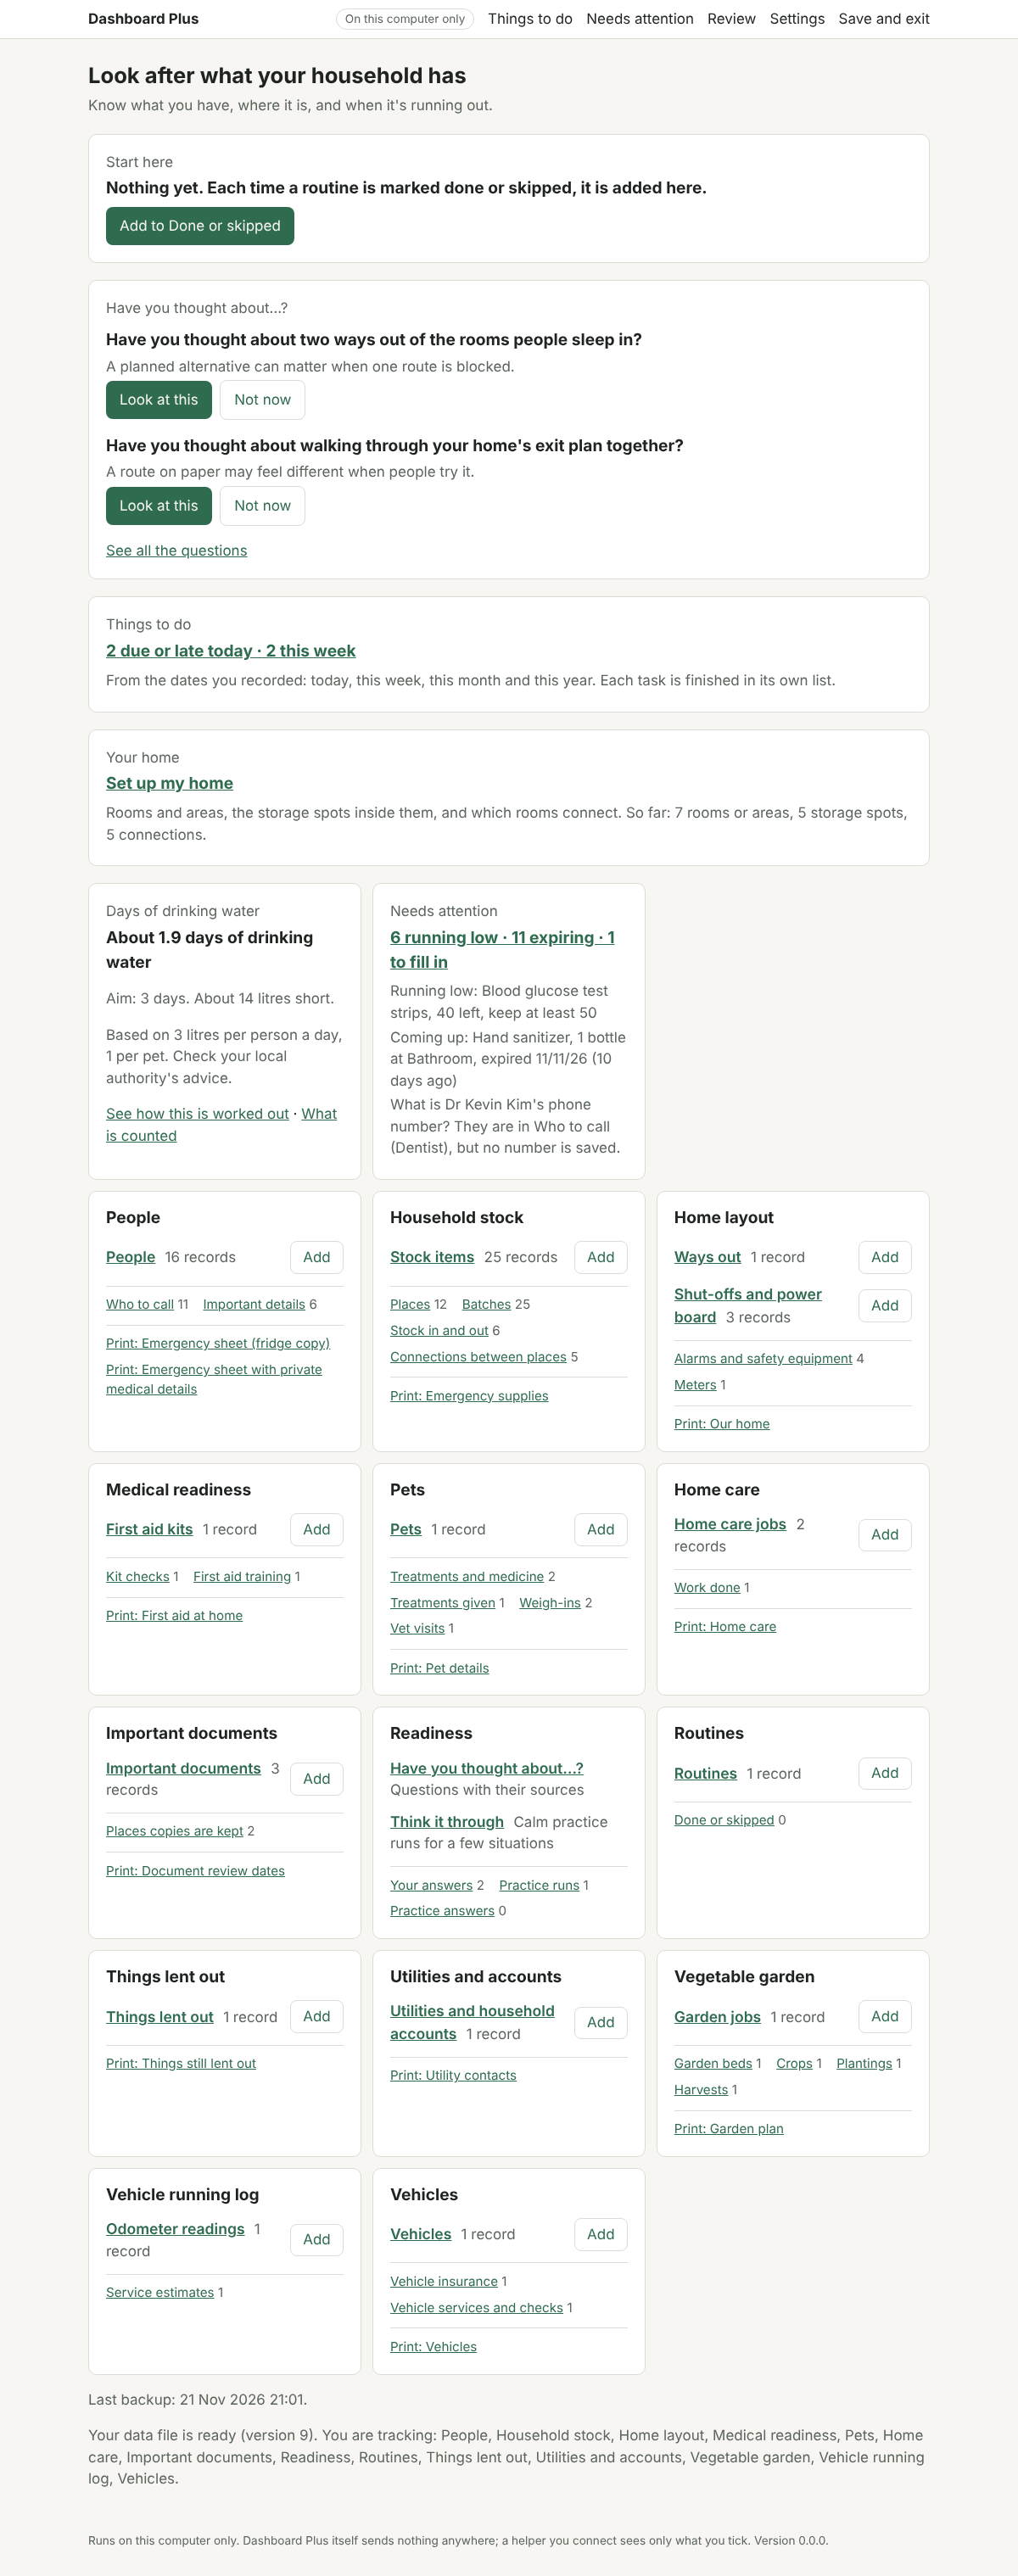 Dashboard Plus
On this computer only
Things to do
Needs attention
Review
Settings
Save and exit
Look after what your household has
Know what you have, where it is, and when it's running out.
Start here
Nothing yet. Each time a routine is marked done or skipped, it is added here.
Add to Done or skipped
Have you thought about...?
Have you thought about two ways out of the rooms people sleep in?
A planned alternative can matter when one route is blocked.
Look at this
Not now
Have you thought about walking through your home's exit plan together?
A route on paper may feel different when people try it.
Look at this
Not now
See all the questions
Things to do
2 due or late today · 2 this week
From the dates you recorded: today, this week, this month and this year. Each task is finished in its own list.
Your home
Set up my home
Rooms and areas, the storage spots inside them, and which rooms connect. So far: 7 rooms or areas, 5 storage spots,
5 connections.
Days of drinking water
About 1.9 days of drinking
water
Aim: 3 days. About 14 litres short.
Based on 3 litres per person a day,
1 per pet. Check your local
authority's advice.
See how this is worked out · What
is counted
Needs attention
6 running low · 11 expiring · 1
to fill in
Running low: Blood glucose test
strips, 40 left, keep at least 50
Coming up: Hand sanitizer, 1 bottle
at Bathroom, expired 11/11/26 (10
days ago)
What is Dr Kevin Kim's phone
number? They are in Who to call
(Dentist), but no number is saved.
People
People 16 records
Add
Who to call 11 Important details 6
Print: Emergency sheet (fridge copy)
Print: Emergency sheet with private
medical details
Household stock
Stock items 25 records
Add
Places 12 Batches 25
Stock in and out 6
Connections between places 5
Print: Emergency supplies
Home layout
Ways out 1 record
Add
Shut-offs and power
board 3 records
Add
Alarms and safety equipment 4
Meters 1
Print: Our home
Medical readiness
First aid kits 1 record
Add
Kit checks 1 First aid training 1
Print: First aid at home
Pets
Pets 1 record
Add
Treatments and medicine 2
Treatments given 1 Weigh-ins 2
Vet visits 1
Print: Pet details
Home care
Home care jobs 2
records
Add
Work done 1
Print: Home care
Important documents
Important documents 3
records
Add
Places copies are kept 2
Print: Document review dates
Readiness
Have you thought about...?
Questions with their sources
Think it through Calm practice
runs for a few situations
Your answers 2 Practice runs 1
Practice answers 0
Routines
Routines 1 record
Add
Done or skipped 0
Things lent out
Things lent out 1 record
Add
Print: Things still lent out
Utilities and accounts
Utilities and household
accounts 1 record
Add
Print: Utility contacts
Vegetable garden
Garden jobs 1 record
Add
Garden beds 1 Crops 1 Plantings 1
Harvests 1
Print: Garden plan
Vehicle running log
Odometer readings 1
record
Add
Service estimates 1
Vehicles
Vehicles 1 record
Add
Vehicle insurance 1
Vehicle services and checks 1
Print: Vehicles
Last backup: 21 Nov 2026 21:01.
Your data file is ready (version 9). You are tracking: People, Household stock, Home layout, Medical readiness, Pets, Home
care, Important documents, Readiness, Routines, Things lent out, Utilities and accounts, Vegetable garden, Vehicle running
log, Vehicles.
Runs on this computer only. Dashboard Plus itself sends nothing anywhere; a helper you connect sees only what you tick. Version 0.0.0.